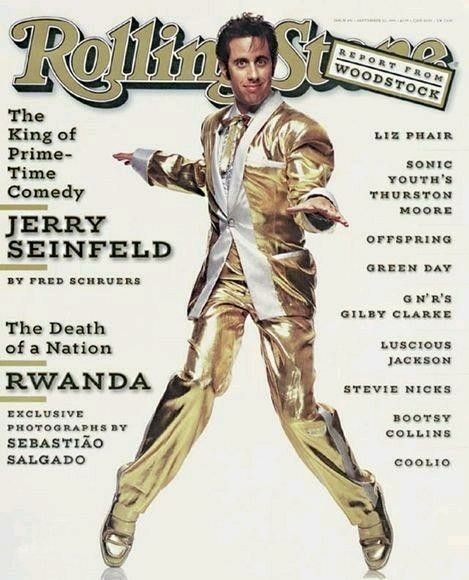 Rolling Stone
REPORT FROM
WOODSTOCK
The
King of
Prime-
Time
Comedy
JERRY
SEINFELD
BY FRED SCHRUERS
The Death
of a Nation
RWANDA
EXCLUSIVE
PHOTOGRAPHS BY
SEBASTIÃO
SALGADO
LIZ PHAIR
SONIC
YOUTH'S
THURSTON
MOORE
OFFSPRING
GREEN DAY
GN'R'S
GILBY CLARKE
LUSCIOUS
JACKSON
STEVIE NICKS
BOOTSY
COLLINS
COOLIO